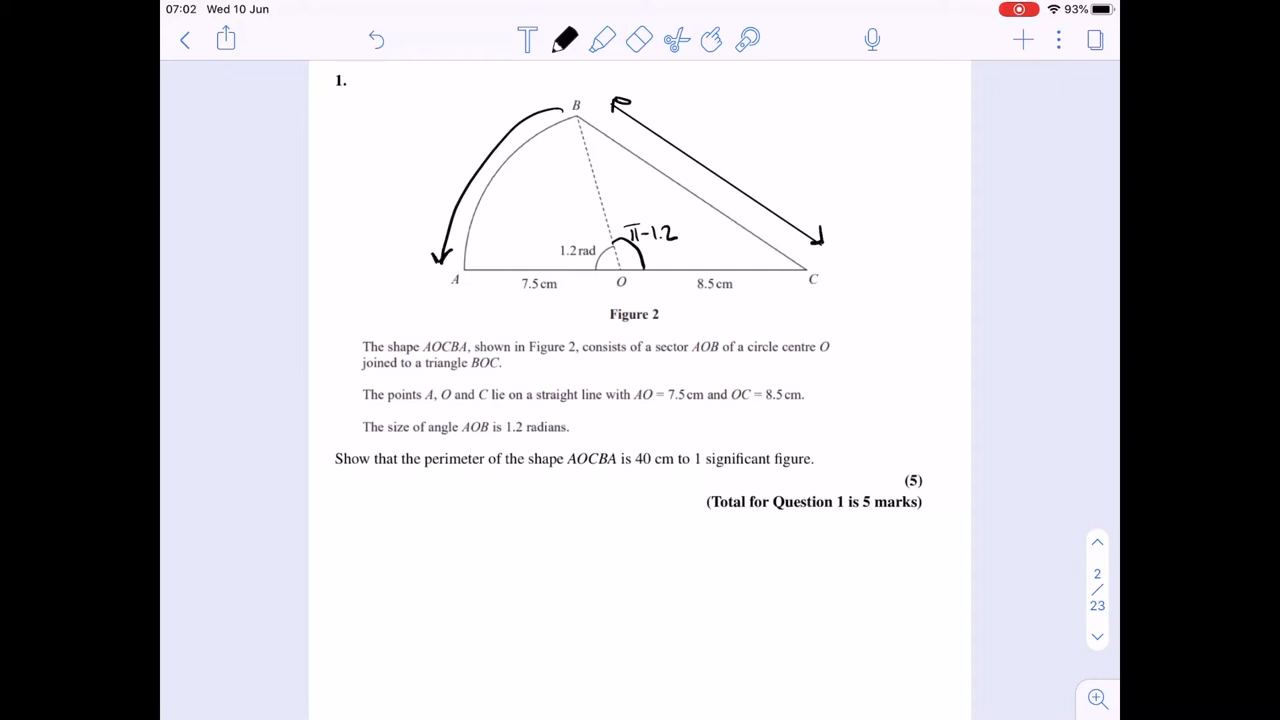 07:02 Wed 10 Jun
93%
T
1.
B
π-1.2
1.2 rad
A
7.5 cm
O
8.5 cm
C
Figure 2
The shape AOCBA, shown in Figure 2, consists of a sector AOB of a circle centre O
joined to a triangle BOC.
The points A, O and C lie on a straight line with AO = 7.5 cm and OC = 8.5 cm.
The size of angle AOB is 1.2 radians.
Show that the perimeter of the shape AOCBA is 40 cm to 1 significant figure.
(5)
(Total for Question 1 is 5 marks)
2
/
23